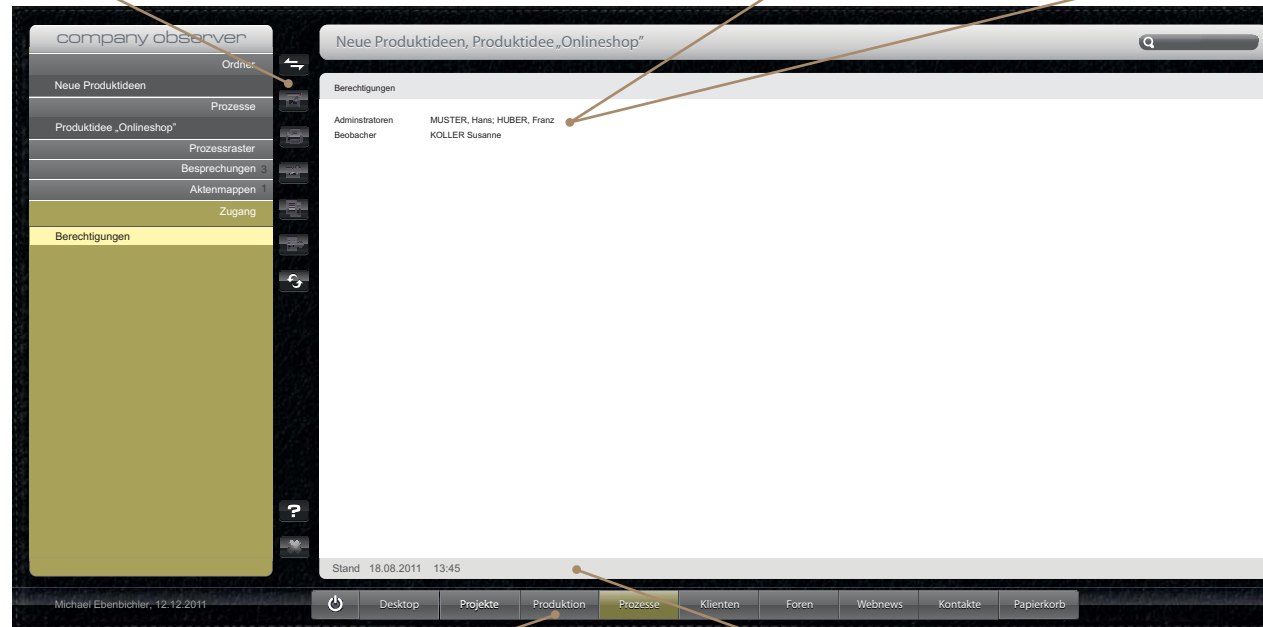 company observer
Ordner
Neue Produktideen
Prozesse
Produktidee „Onlineshop”
Prozessraster
Besprechungen 3
Aktenmappen 1
Zugang
Berechtigungen
Neue Produktideen, Produktidee „Onlineshop”
Berechtigungen
Adminstratoren MUSTER, Hans; HUBER, Franz
Beobacher KOLLER Susanne
?
Stand 18.08.2011 13:45
Michael Ebenbichler, 12.12.2011
Desktop Projekte Produktion Prozesse Klienten Foren Webnews Kontakte Papierkorb